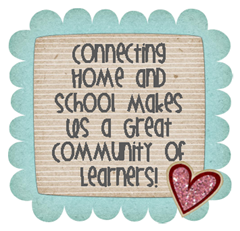 Connecting
Home and
School makes
us a great
community of
Learners!